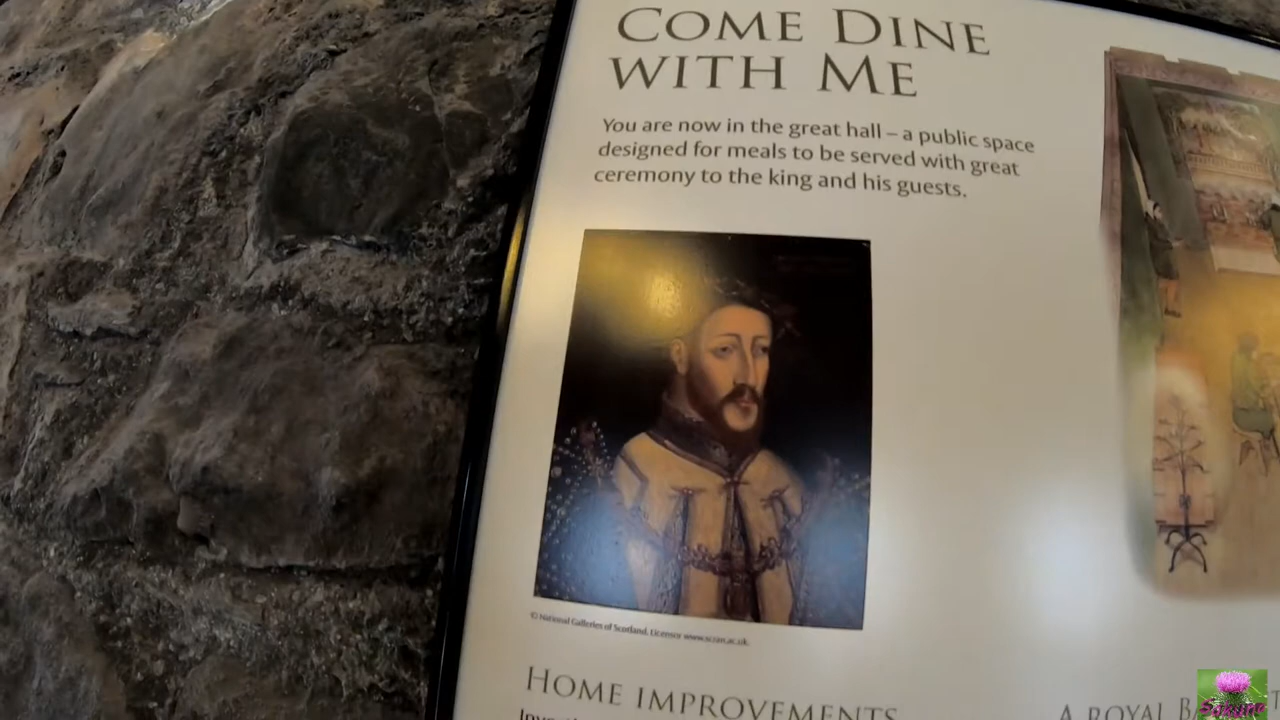 COME DINE
WITH ME
You are now in the great hall – a public space
designed for meals to be served with great
ceremony to the king and his guests.
© National Galleries of Scotland. Licensor www.scran.ac.uk.
HOME IMPROVEMENTS
A ROYAL
Sakura